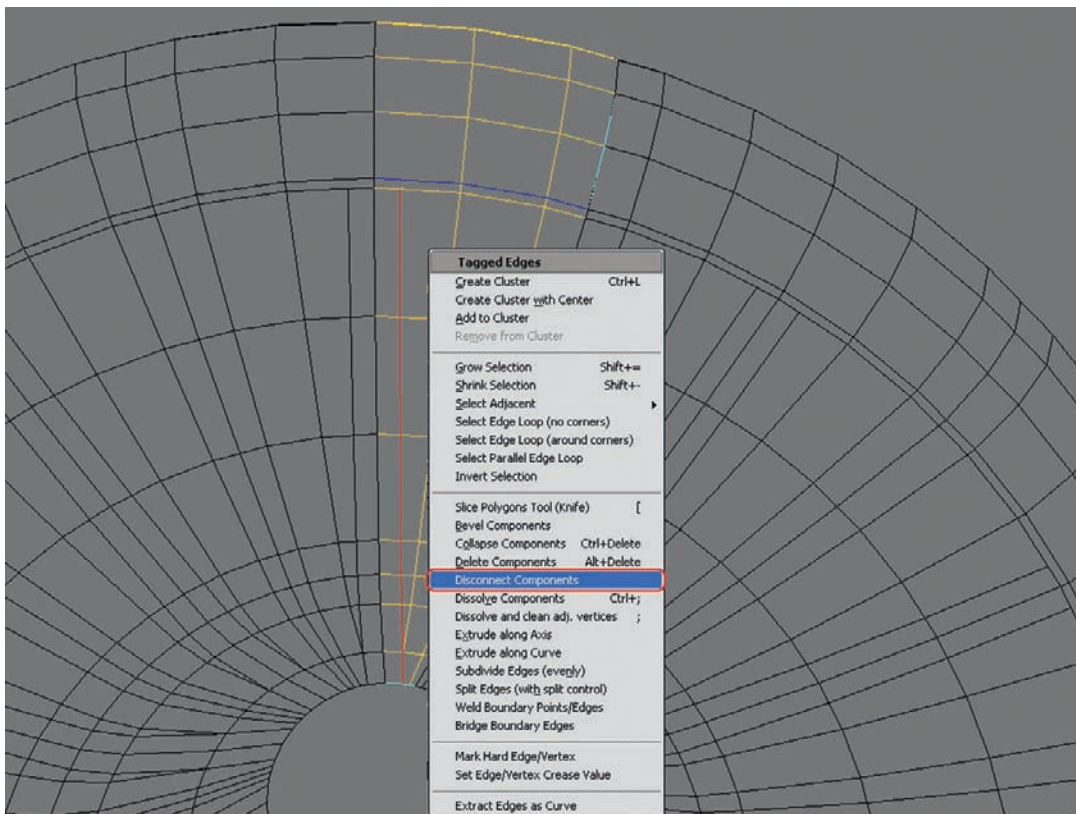 Tagged Edges
Create Cluster Ctrl+L
Create Cluster with Center
Add to Cluster
Remove from Cluster
Grow Selection Shift+=
Shrink Selection Shift+-
Select Adjacent
Select Edge Loop (no corners)
Select Edge Loop (around corners)
Select Parallel Edge Loop
Invert Selection
Slice Polygons Tool (Knife) [
Bevel Components
Collapse Components Ctrl+Delete
Delete Components Alt+Delete
Disconnect Components
Dissolve Components Ctrl+;
Dissolve and clean adj. vertices ;
Extrude along Axis
Extrude along Curve
Subdivide Edges (evenly)
Split Edges (with split control)
Weld Boundary Points/Edges
Bridge Boundary Edges
Mark Hard Edge/Vertex
Set Edge/Vertex Crease Value
Extract Edges as Curve